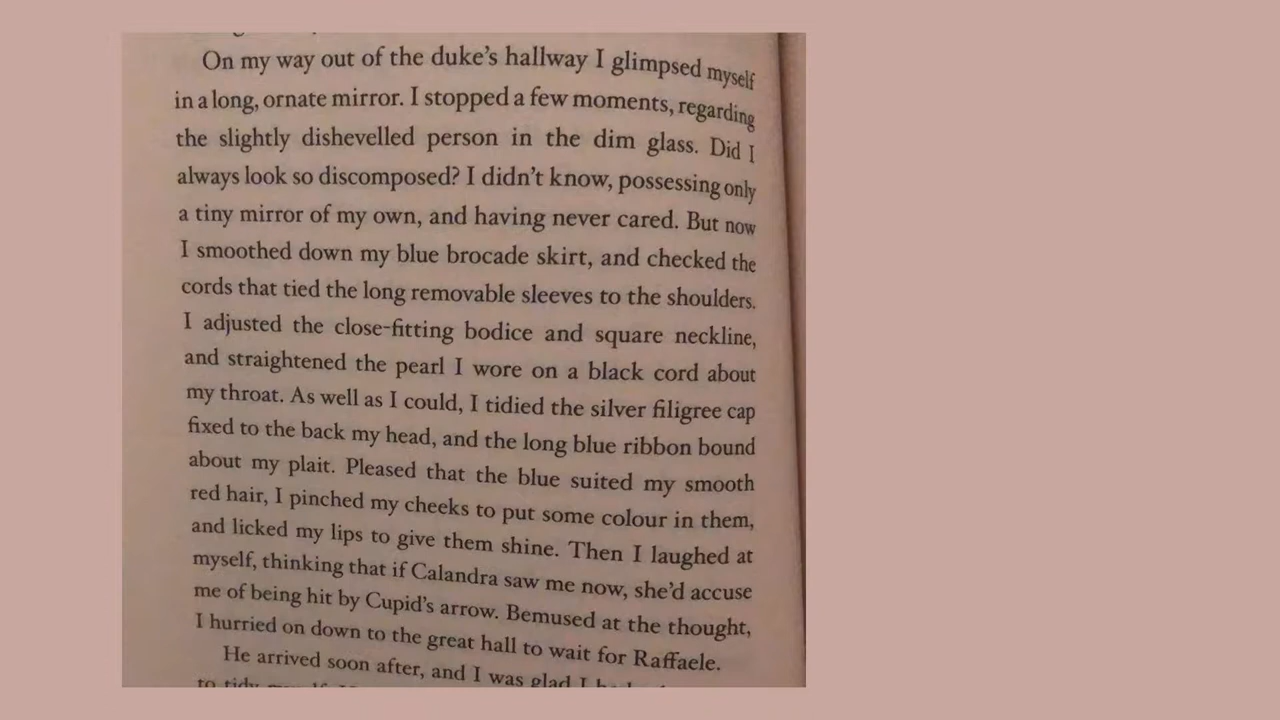 On my way out of the duke's hallway I glimpsed myself
in a long, ornate mirror. I stopped a few moments, regarding
the slightly dishevelled person in the dim glass. Did I
always look so discomposed? I didn't know, possessing only
a tiny mirror of my own, and having never cared. But now
I smoothed down my blue brocade skirt, and checked the
cords that tied the long removable sleeves to the shoulders.
I adjusted the close-fitting bodice and square neckline,
and straightened the pearl I wore on a black cord about
my throat. As well as I could, I tidied the silver filigree cap
fixed to the back my head, and the long blue ribbon bound
about my plait. Pleased that the blue suited my smooth
red hair, I pinched my cheeks to put some colour in them,
and licked my lips to give them shine. Then I laughed at
myself, thinking that if Calandra saw me now, she'd accuse
me of being hit by Cupid's arrow. Bemused at the thought,
I hurried on down to the great hall to wait for Raffaele.
He arrived soon after, and I was glad I
to tidy